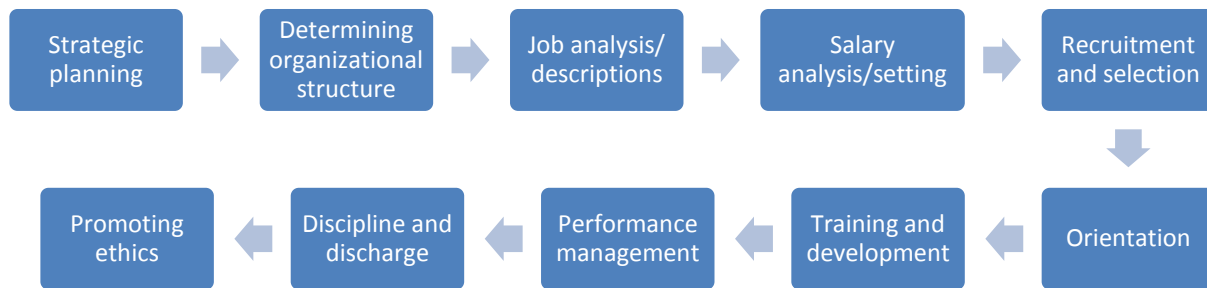 Strategic
planning
Determining
organizational
structure
Job analysis/
descriptions
Salary
analysis/setting
Recruitment
and selection
Orientation
Training and
development
Performance
management
Discipline and
discharge
Promoting
ethics